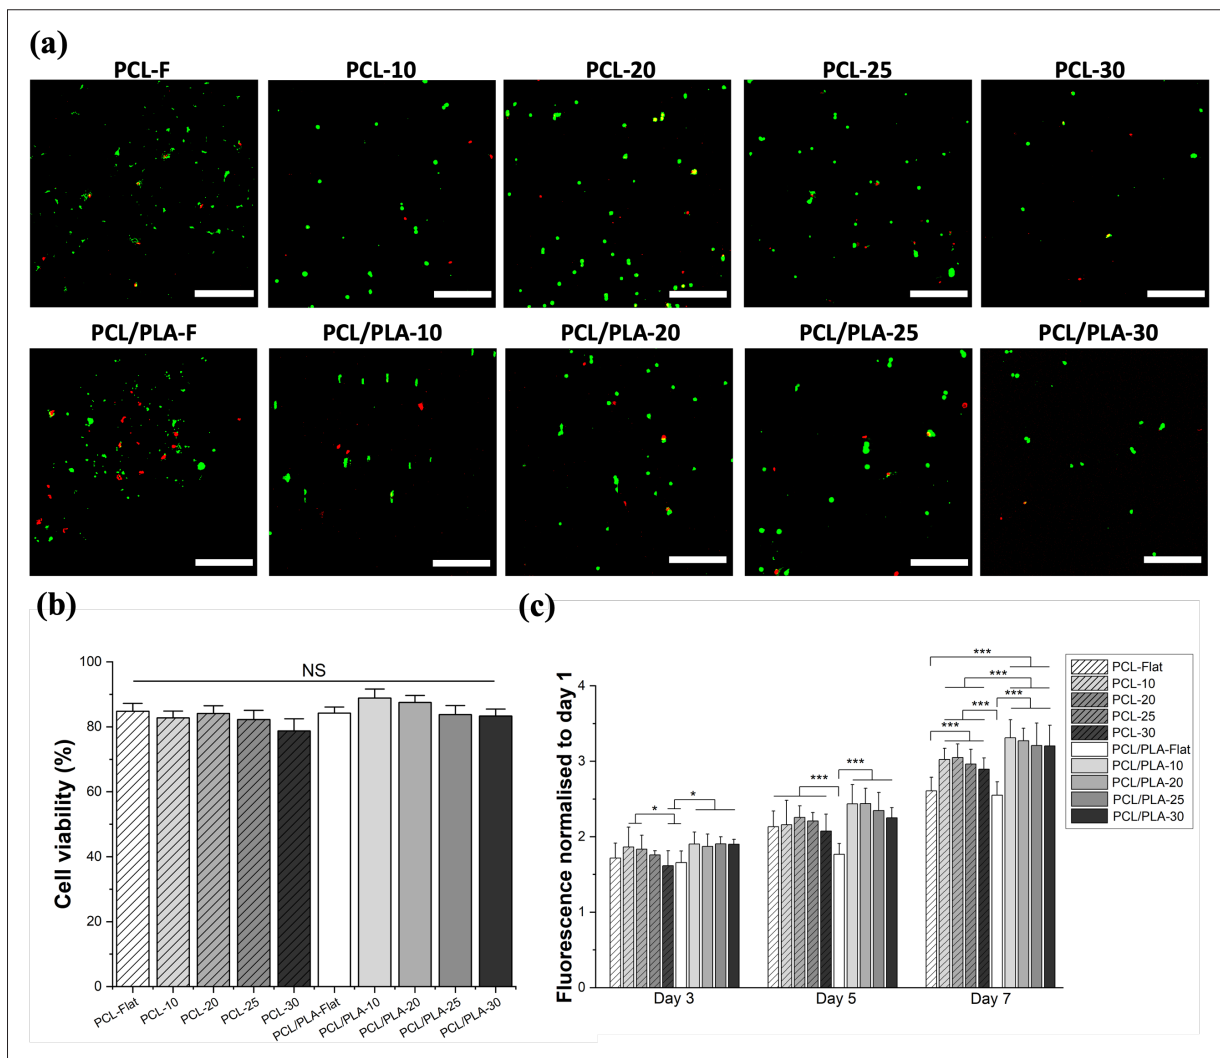 (a)
PCL-F PCL-10 PCL-20 PCL-25 PCL-30
PCL/PLA-F PCL/PLA-10 PCL/PLA-20 PCL/PLA-25 PCL/PLA-30
(b)
Cell viability (%)
100
80
60
40
20
0
NS
PCL-Flat PCL-10 PCL-20 PCL-25 PCL-30 PCL/PLA-Flat PCL/PLA-10 PCL/PLA-20 PCL/PLA-25 PCL/PLA-30
(c)
Fluorescence normalised to day 1
4
3
2
1
0
* *
*** ***
***
***
*** ***
***
Day 3 Day 5 Day 7
PCL-Flat
PCL-10
PCL-20
PCL-25
PCL-30
PCL/PLA-Flat
PCL/PLA-10
PCL/PLA-20
PCL/PLA-25
PCL/PLA-30